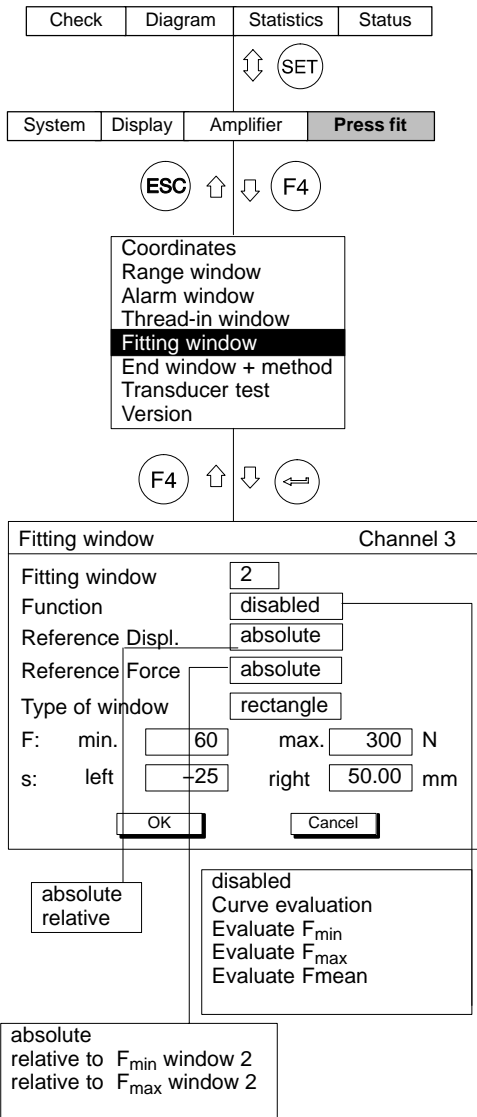 Check Diagram Statistics Status
SET
System Display Amplifier Press fit
ESC F4
Coordinates
Range window
Alarm window
Thread-in window
Fitting window
End window + method
Transducer test
Version
F4
Fitting window Channel 3
Fitting window 2
Function disabled
Reference Displ. absolute
Reference Force absolute
Type of window rectangle
F: min. 60 max. 300 N
s: left –25 right 50.00 mm
OK Cancel
absolute
relative
disabled
Curve evaluation
Evaluate Fmin
Evaluate Fmax
Evaluate Fmean
absolute
relative to Fmin window 2
relative to Fmax window 2